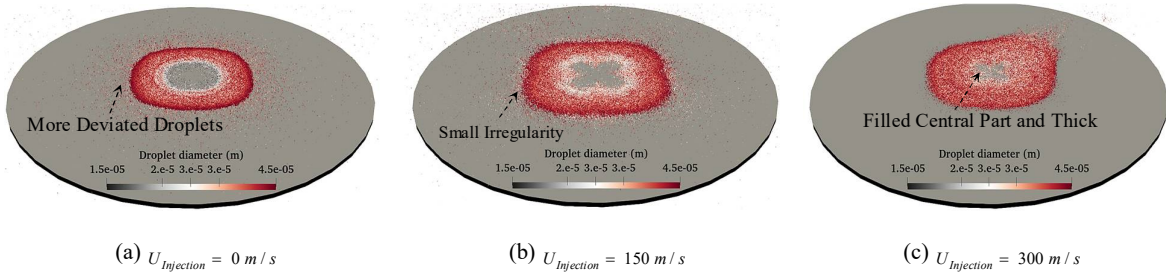 More Deviated Droplets
Droplet diameter (m)
1.5e-05 2.e-5 3.e-5 3.e-5 4.5e-05
(a) U_Injection = 0 m / s
Small Irregularity
Droplet diameter (m)
1.5e-05 2.e-5 3.e-5 3.e-5 4.5e-05
(b) U_Injection = 150 m / s
Filled Central Part and Thick
Droplet diameter (m)
1.5e-05 2.e-5 3.e-5 3.e-5 4.5e-05
(c) U_Injection = 300 m / s